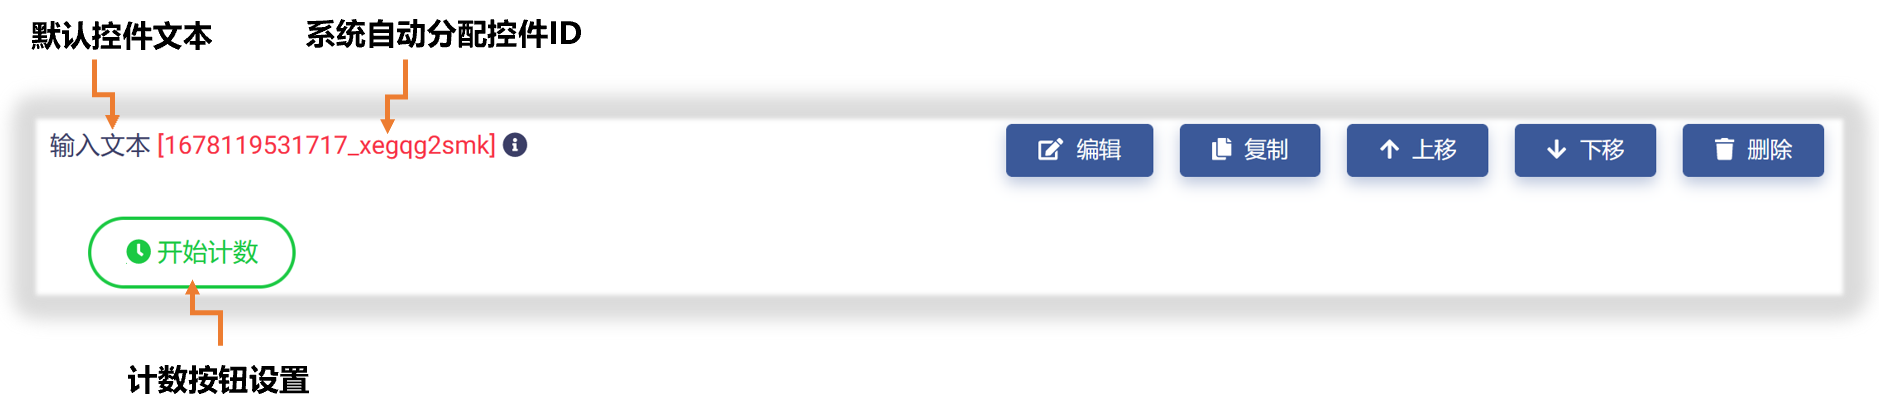 默认控件文本
系统自动分配控件ID
输入文本 [1678119531717_xegqg2smk]
编辑
复制
上移
下移
删除
开始计数
计数按钮设置